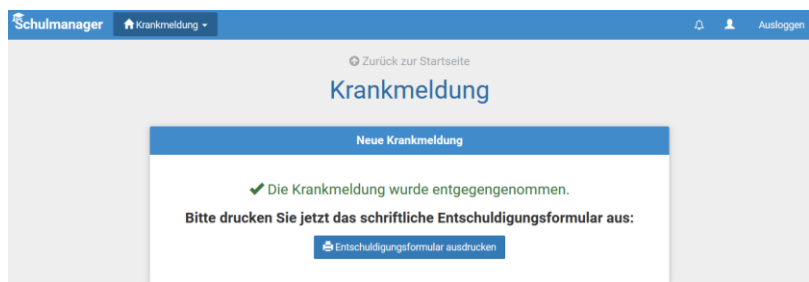 Schulmanager Krankmeldung Ausloggen
Zurück zur Startseite
Krankmeldung
Neue Krankmeldung
Die Krankmeldung wurde entgegengenommen.
Bitte drucken Sie jetzt das schriftliche Entschuldigungsformular aus:
Entschuldigungsformular ausdrucken